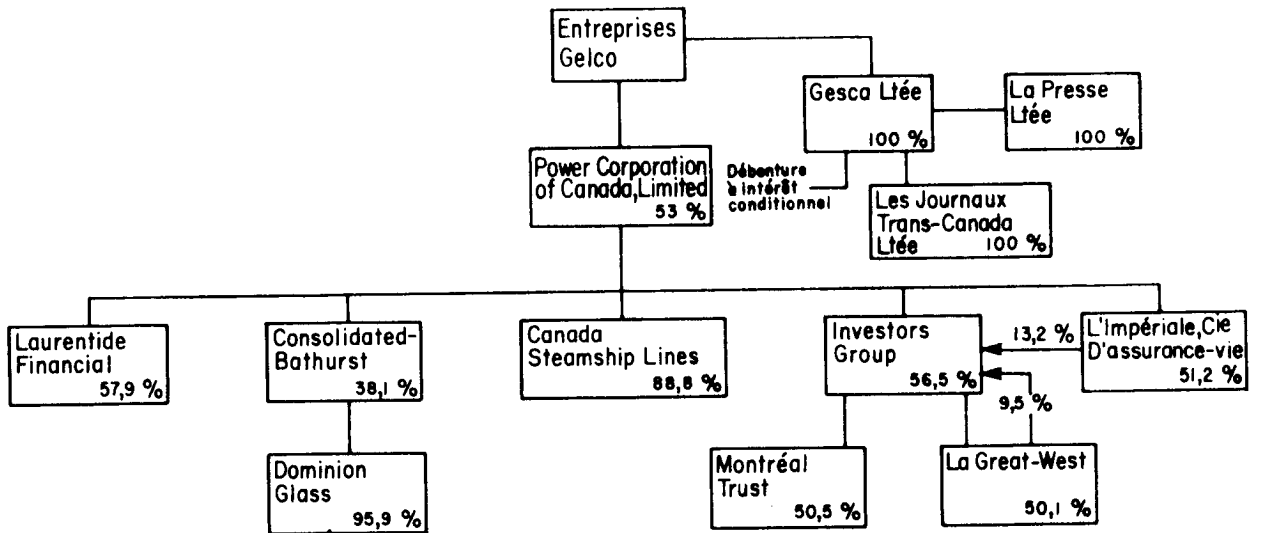 Entreprises
Gelco
Gesca Ltée
100 %
La Presse
Ltée
100 %
Power Corporation
of Canada, Limited
53 %
Débenture
à intérêt
conditionnel
Les Journaux
Trans-Canada
Ltée 100 %
Laurentide
Financial
57,9 %
Consolidated-
Bathurst
38,1 %
Canada
Steamship Lines
88,8 %
Investors
Group
56,5 %
13,2 %
L'Impériale, Cie
D'assurance-vie
51,2 %
9,5 %
Dominion
Glass
95,9 %
Montréal
Trust
50,5 %
La Great-West
50,1 %